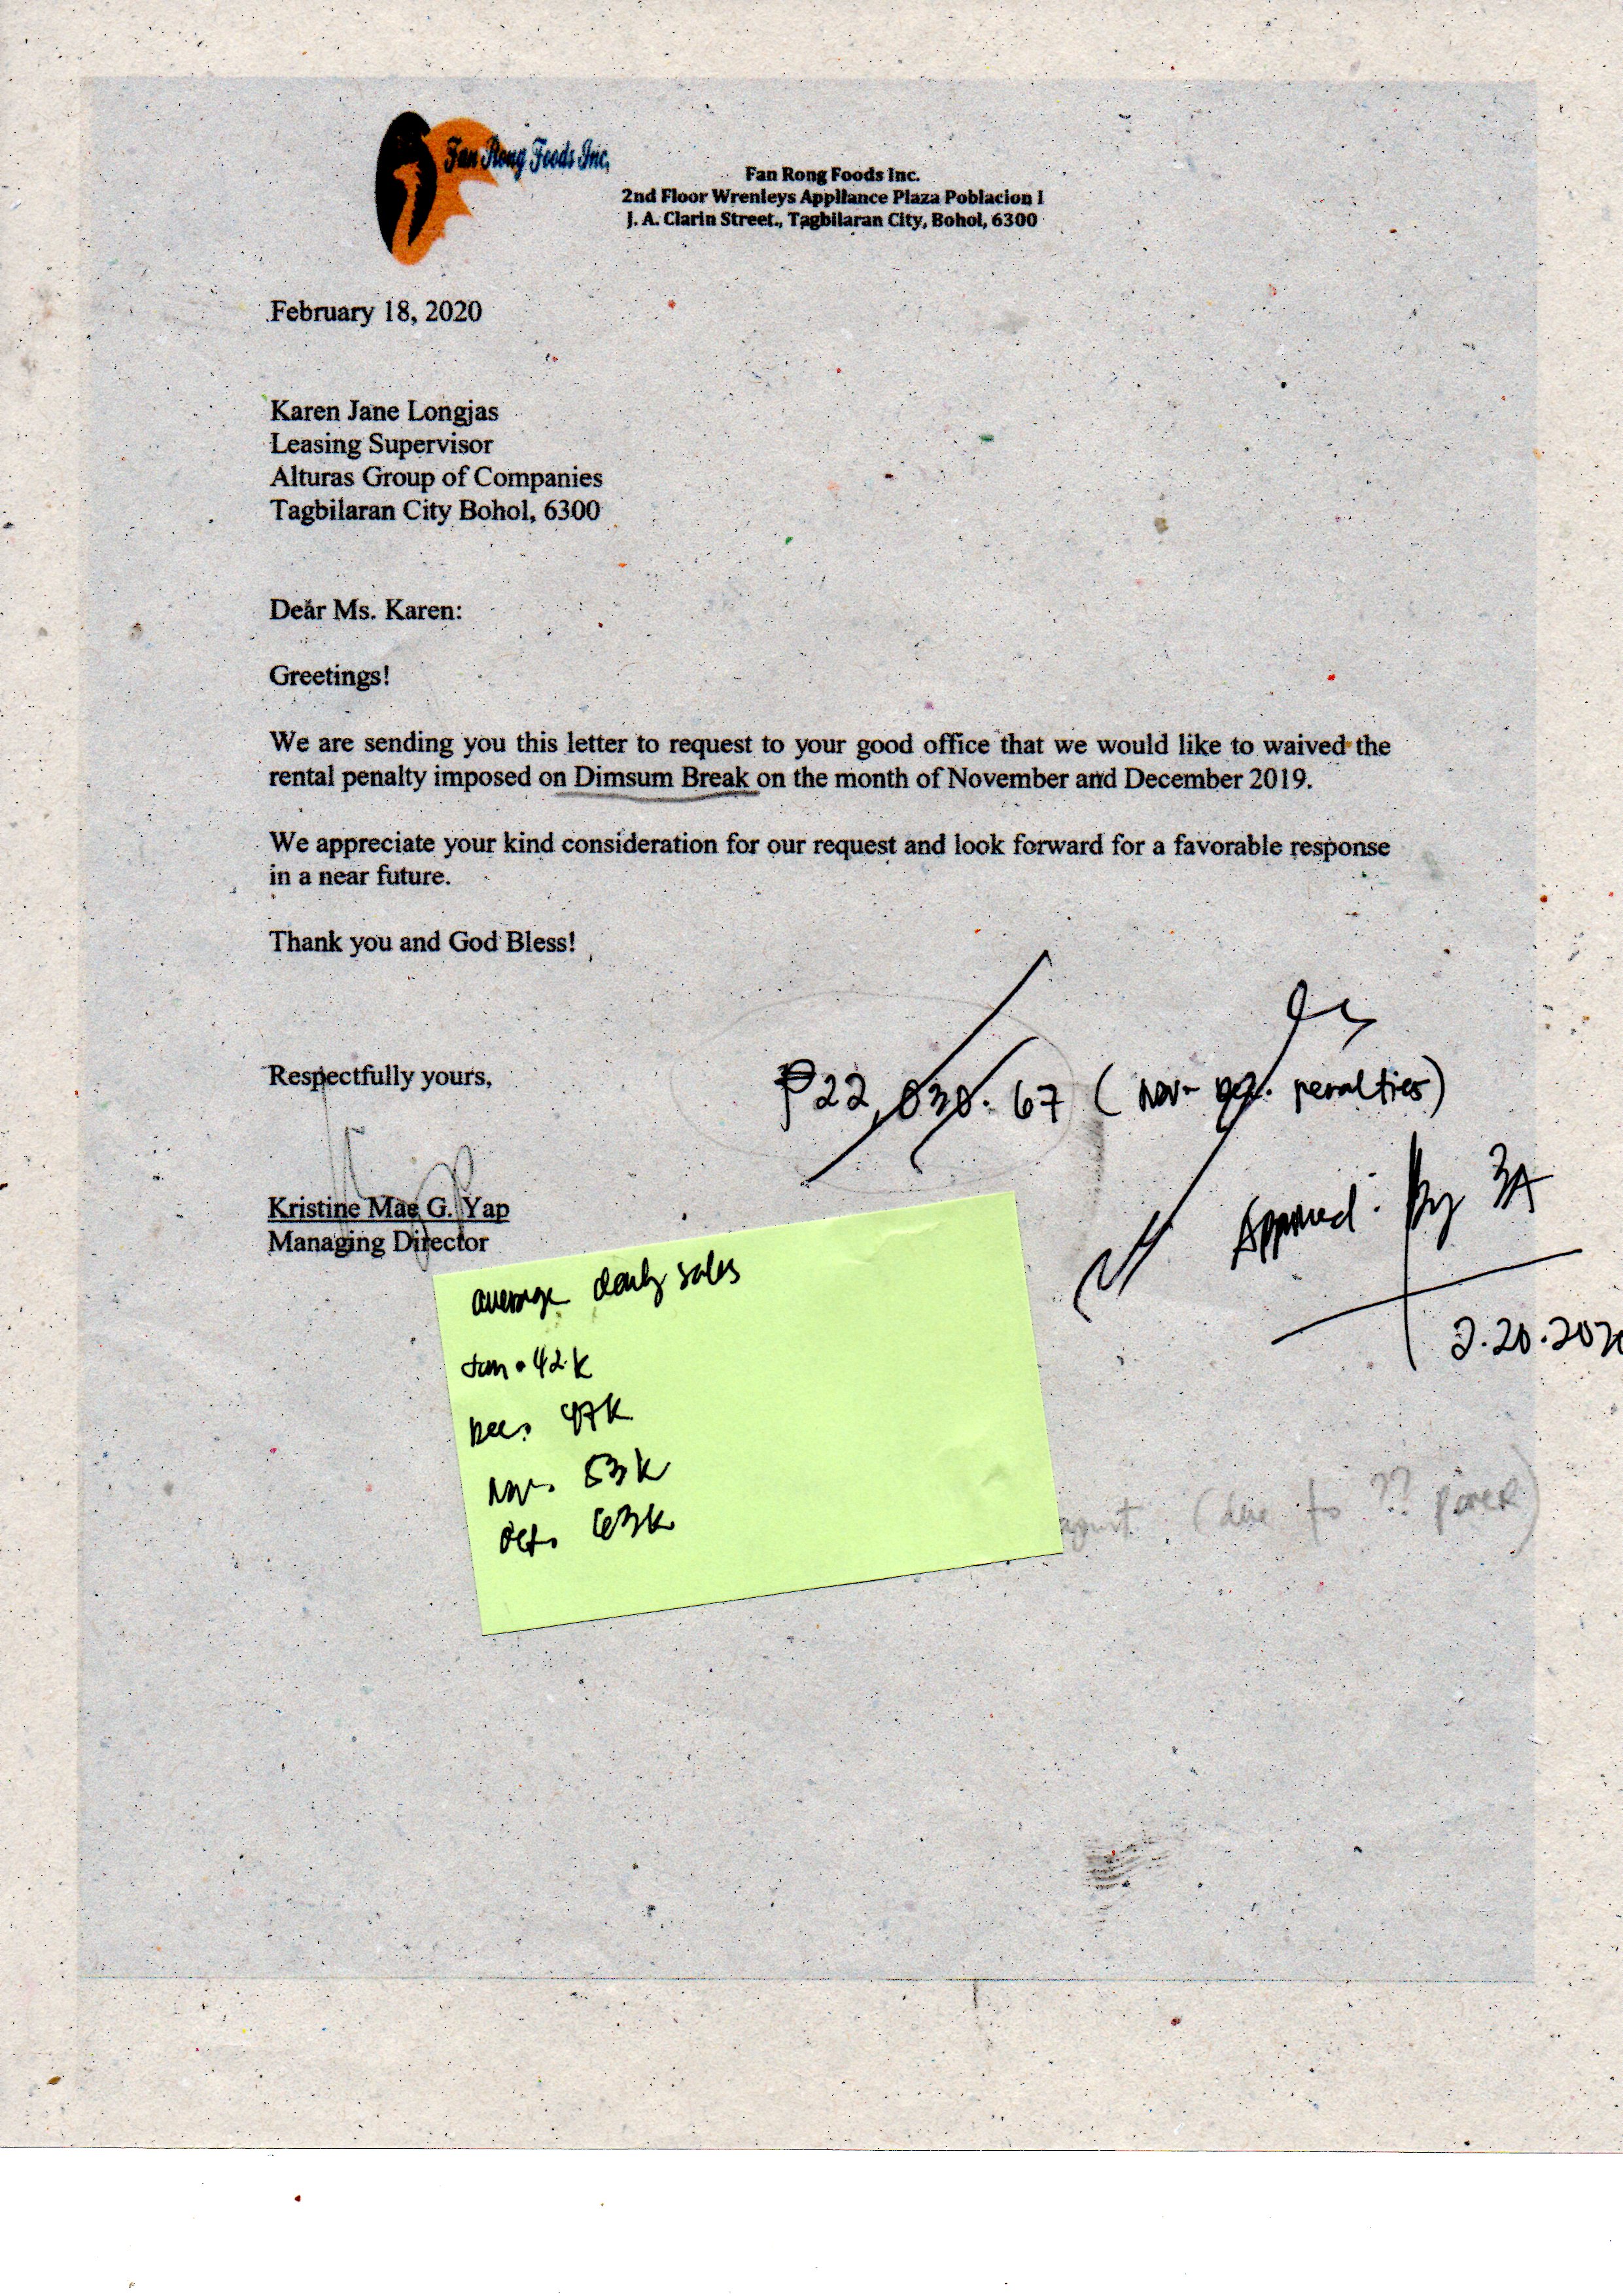 Fan Rong Foods Inc.
Fan Rong Foods Inc.
2nd Floor Wrenleys Appliance Plaza Poblacion 1
J. A. Clarin Street., Tagbilaran City, Bohol, 6300
February 18, 2020
Karen Jane Longjas
Leasing Supervisor
Alturas Group of Companies
Tagbilaran City Bohol, 6300
Dear Ms. Karen:
Greetings!
We are sending you this letter to request to your good office that we would like to waived the
rental penalty imposed on Dimsum Break on the month of November and December 2019.
We appreciate your kind consideration for our request and look forward for a favorable response
in a near future.
Thank you and God Bless!
Respectfully yours,
₱22,030.67 (Nov- Dec. penalties)
Kristine Mae G. Yap
Managing Director
Approved: By 3A
2.20.2020
average daily sales
Jan. 42k
Dec. 47k
Nov. 53k
Oct. 63k
(due to ?? power)